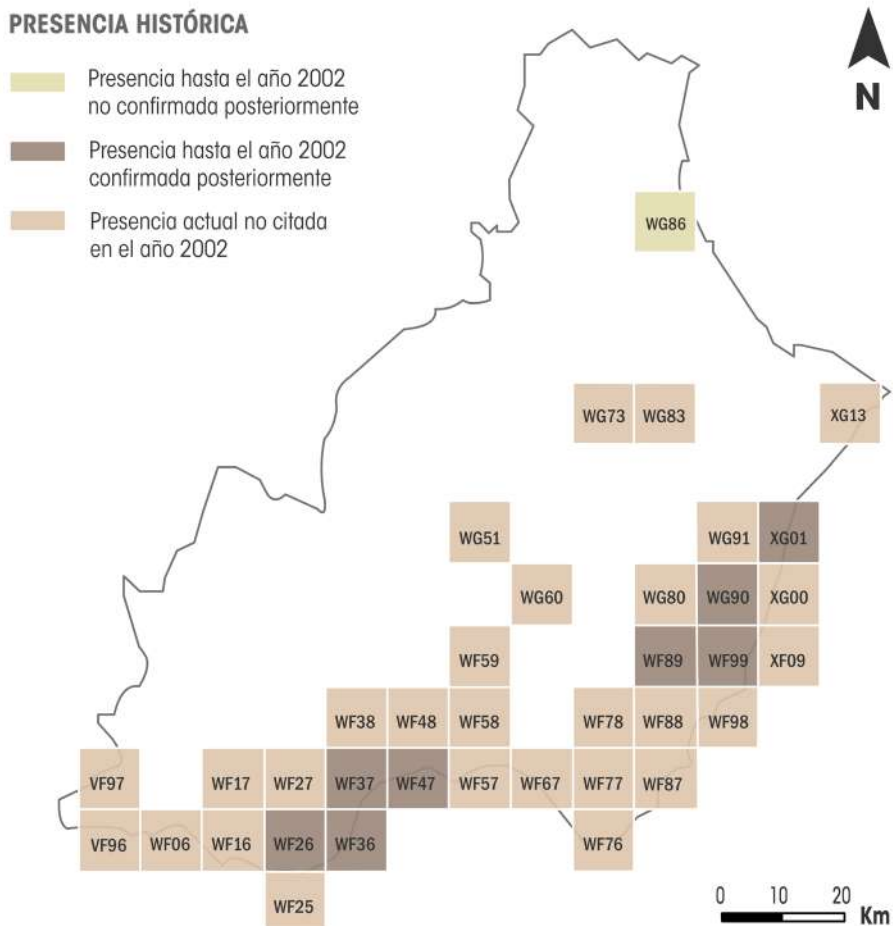 PRESENCIA HISTÓRICA
Presencia hasta el año 2002
no confirmada posteriormente
Presencia hasta el año 2002
confirmada posteriormente
Presencia actual no citada
en el año 2002
N
WG86
WG73 WG83 XG13
WG51 WG91 XG01
WG60 WG80 WG90 XG00
WF59 WF89 WF99 XF09
WF38 WF48 WF58 WF78 WF88 WF98
VF97 WF17 WF27 WF37 WF47 WF57 WF67 WF77 WF87
VF96 WF06 WF16 WF26 WF36 WF76
WF25
0 10 20
Km